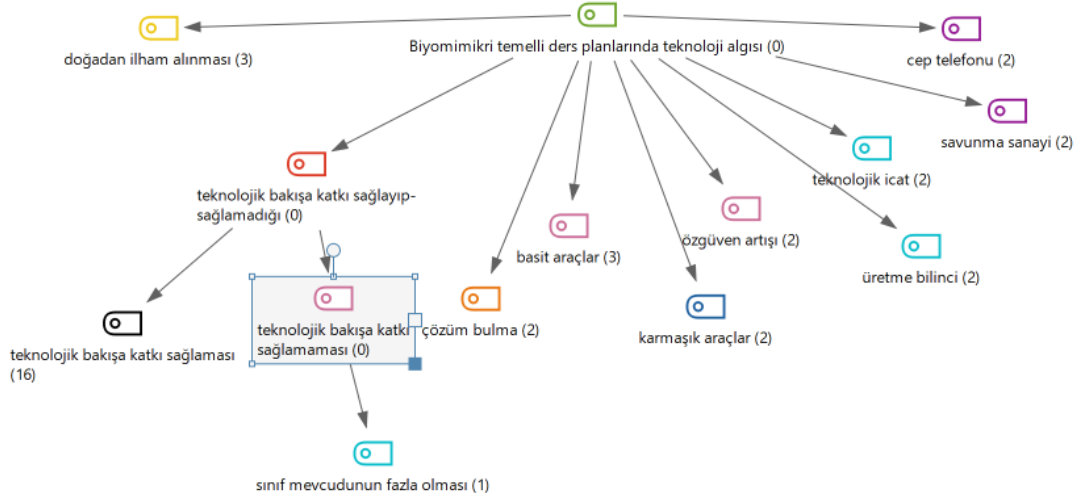 Biyomimikri temelli ders planlarında teknoloji algısı (0)
doğadan ilham alınması (3)
cep telefonu (2)
savunma sanayi (2)
teknolojik icat (2)
teknolojik bakışa katkı sağlayıp-
sağlamadığı (0)
özgüven artışı (2)
basit araçlar (3)
üretme bilinci (2)
teknolojik bakışa katkı
sağlamaması (0)
çözüm bulma (2)
karmaşık araçlar (2)
teknolojik bakışa katkı sağlaması
(16)
sınıf mevcudunun fazla olması (1)